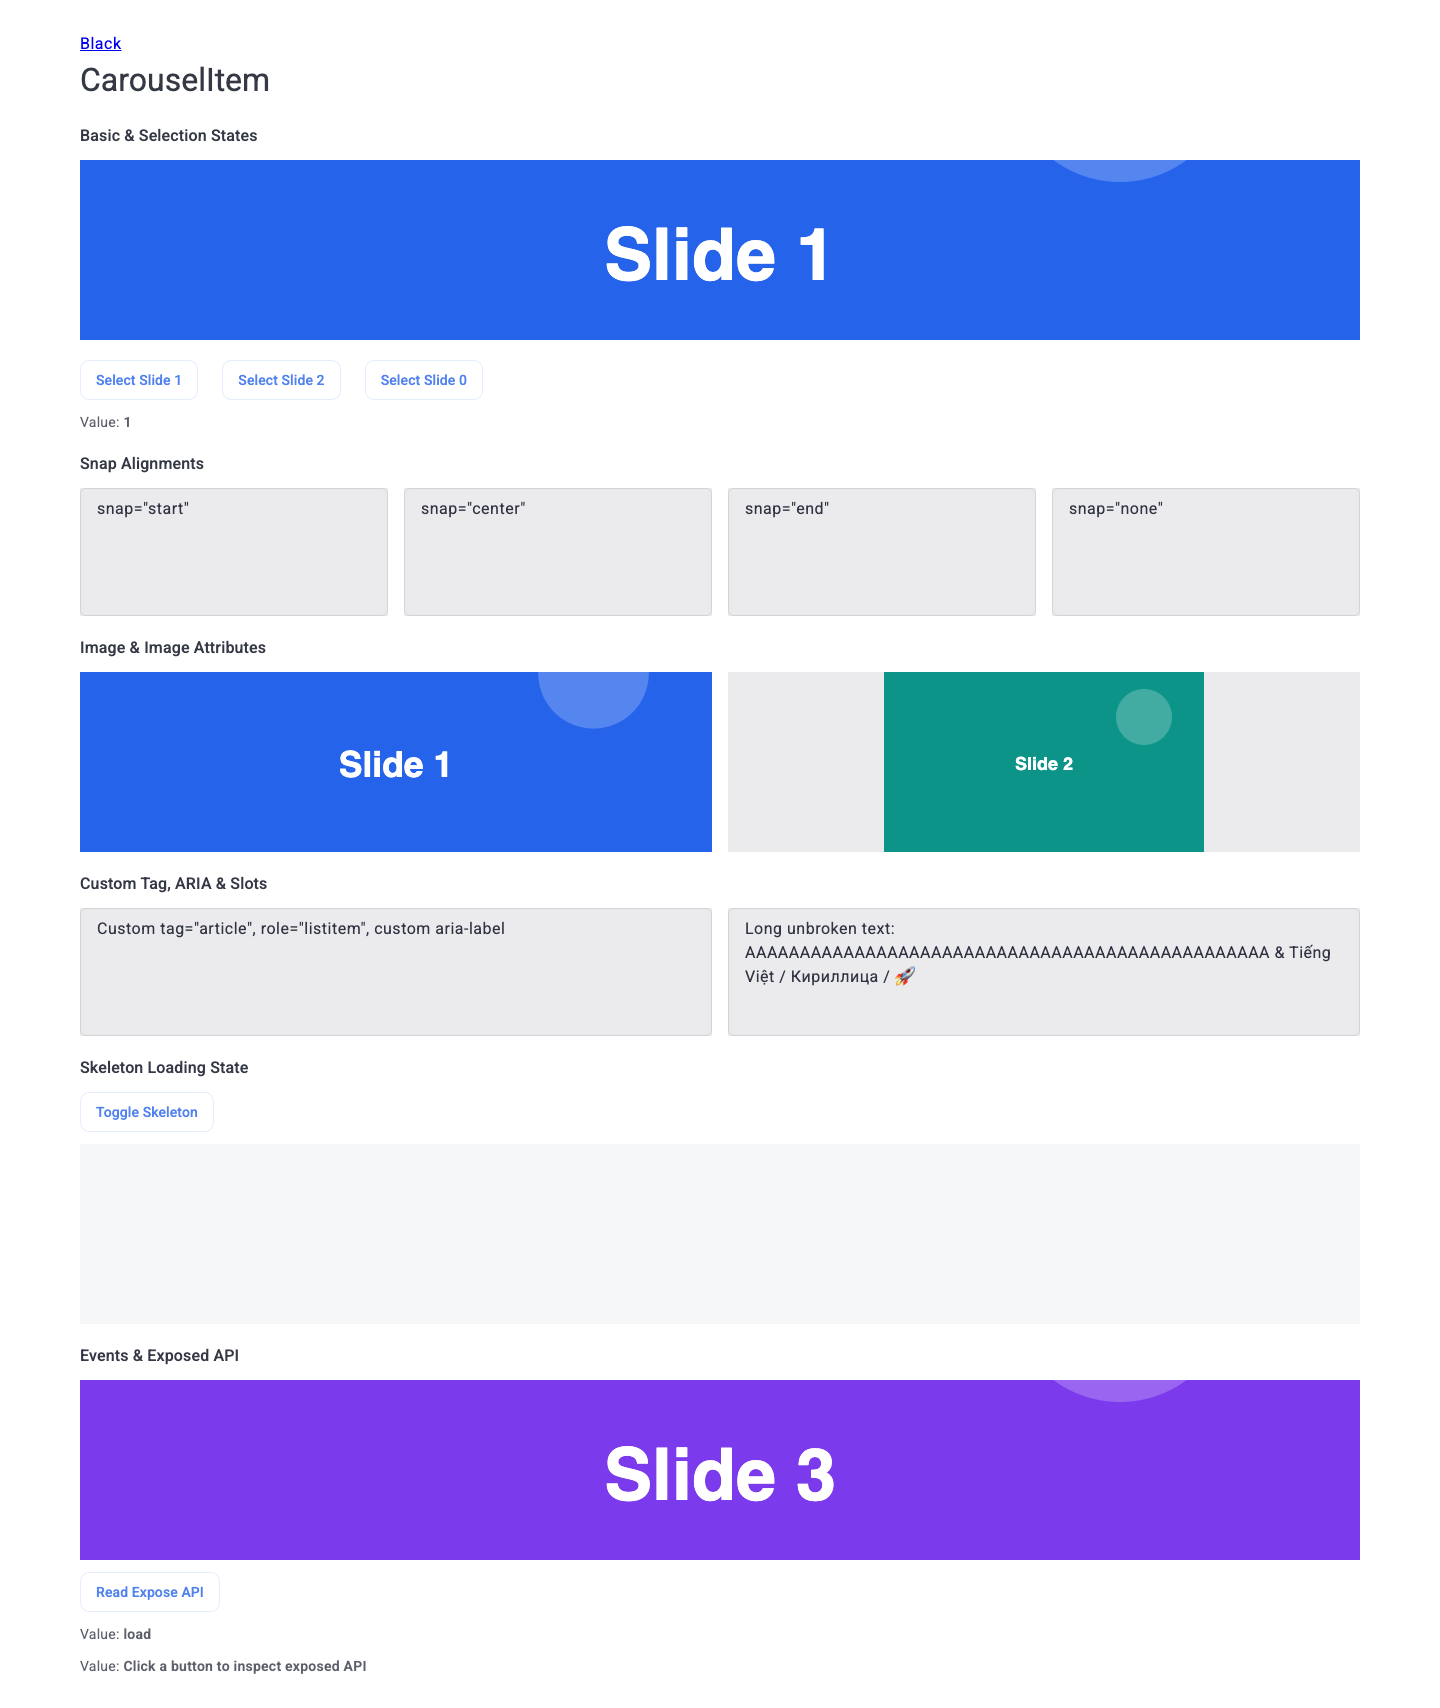 Black
CarouselItem
Basic & Selection States
Slide 1
Select Slide 1
Select Slide 2
Select Slide 0
Value: 1
Snap Alignments
snap="start"
snap="center"
snap="end"
snap="none"
Image & Image Attributes
Slide 1
Slide 2
Custom Tag, ARIA & Slots
Custom tag="article", role="listitem", custom aria-label
Long unbroken text:
AAAAAAAAAAAAAAAAAAAAAAAAAAAAAAAAAAAAAAAAAAAAAAAA & Tiếng
Việt / Кириллица / 🚀
Skeleton Loading State
Toggle Skeleton
Events & Exposed API
Slide 3
Read Expose API
Value: load
Value: Click a button to inspect exposed API